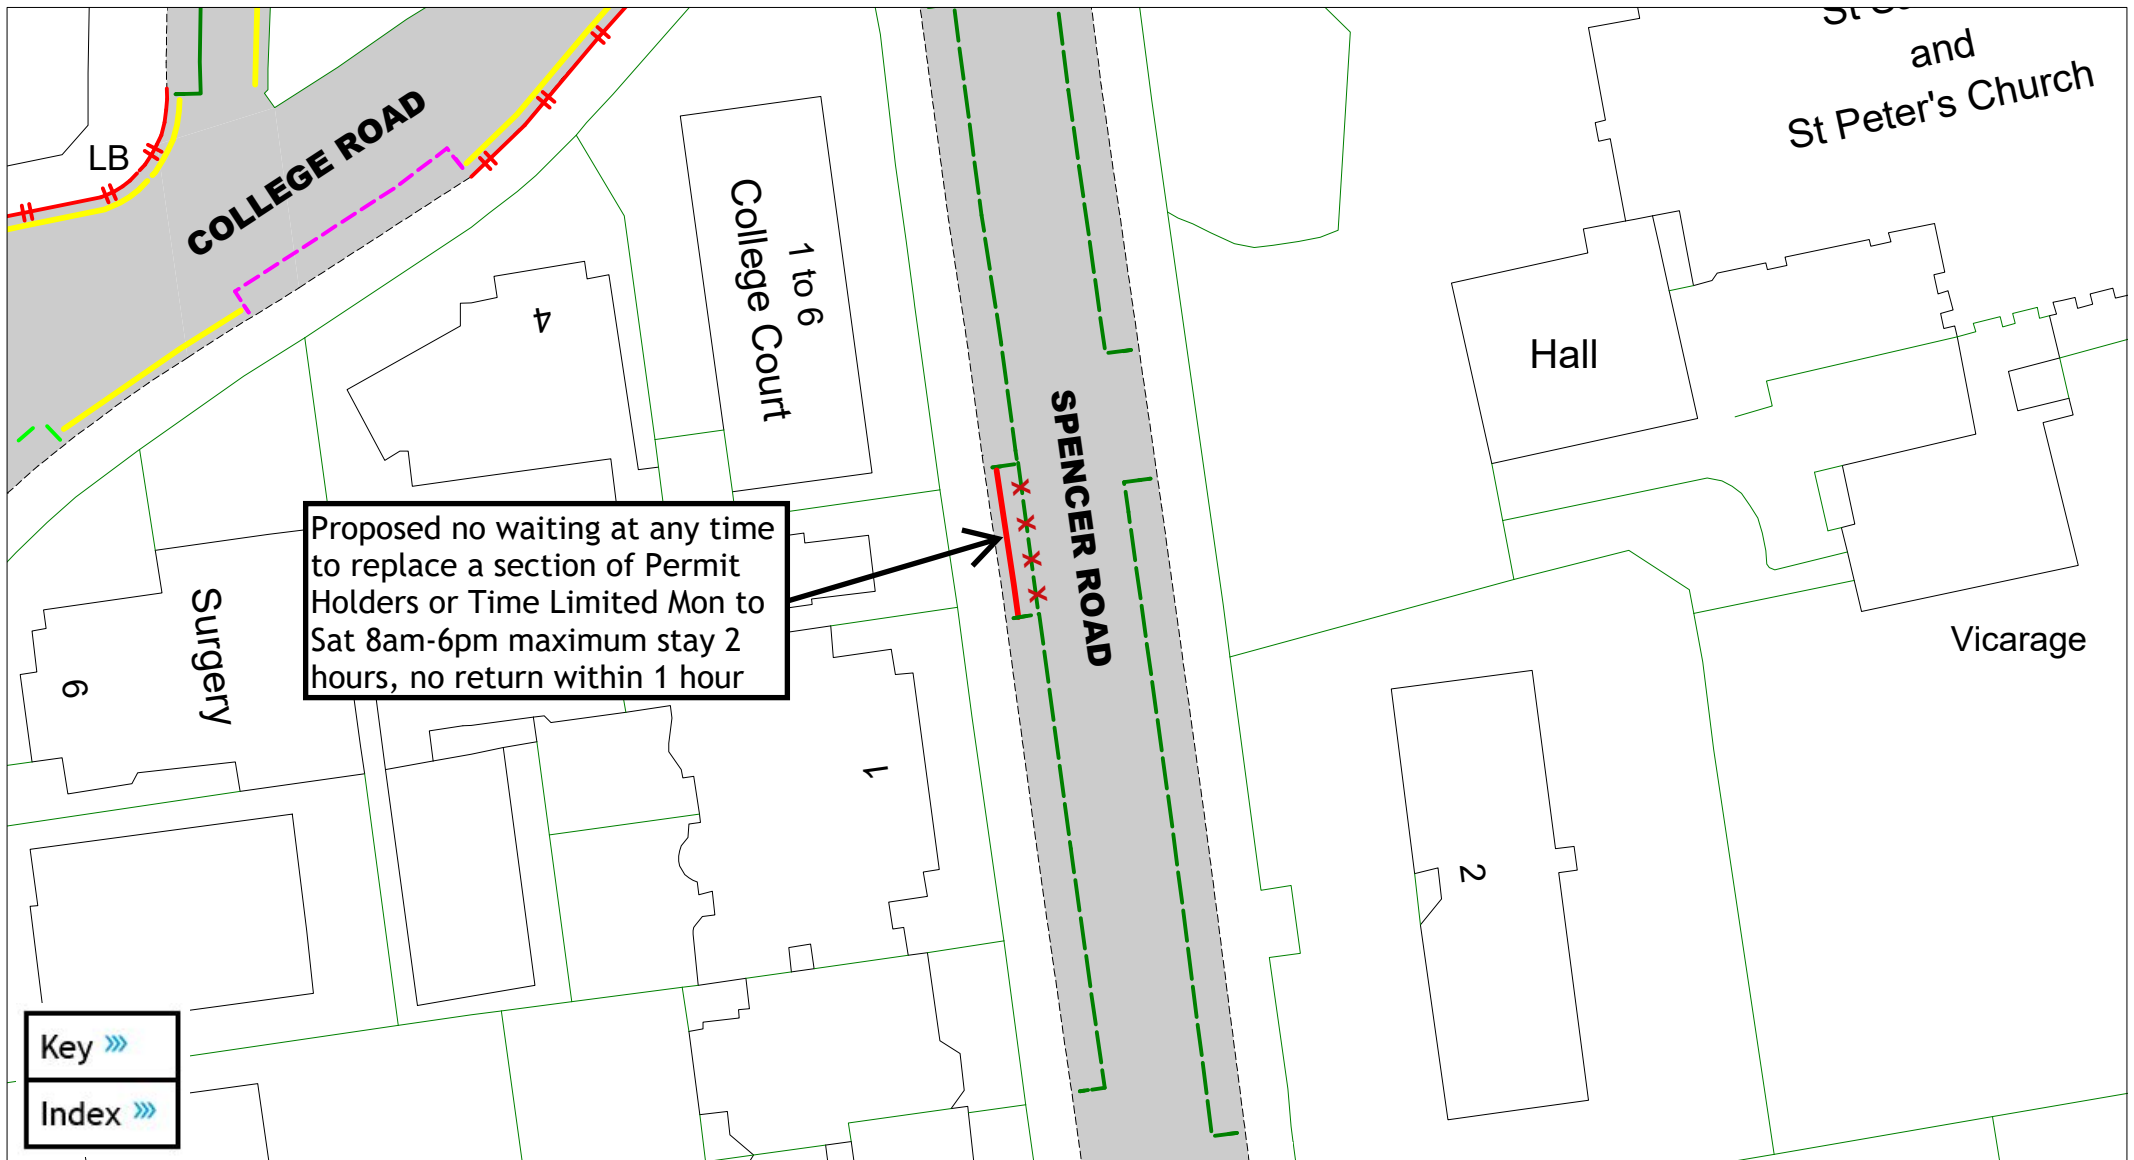 and
St Peter's Church
LB
COLLEGE ROAD
1 to 6
College Court
4
Hall
SPENCER ROAD
Proposed no waiting at any time
to replace a section of Permit
Holders or Time Limited Mon to
Sat 8am-6pm maximum stay 2
hours, no return within 1 hour
Surgery
6
Vicarage
1
2
Key
Index